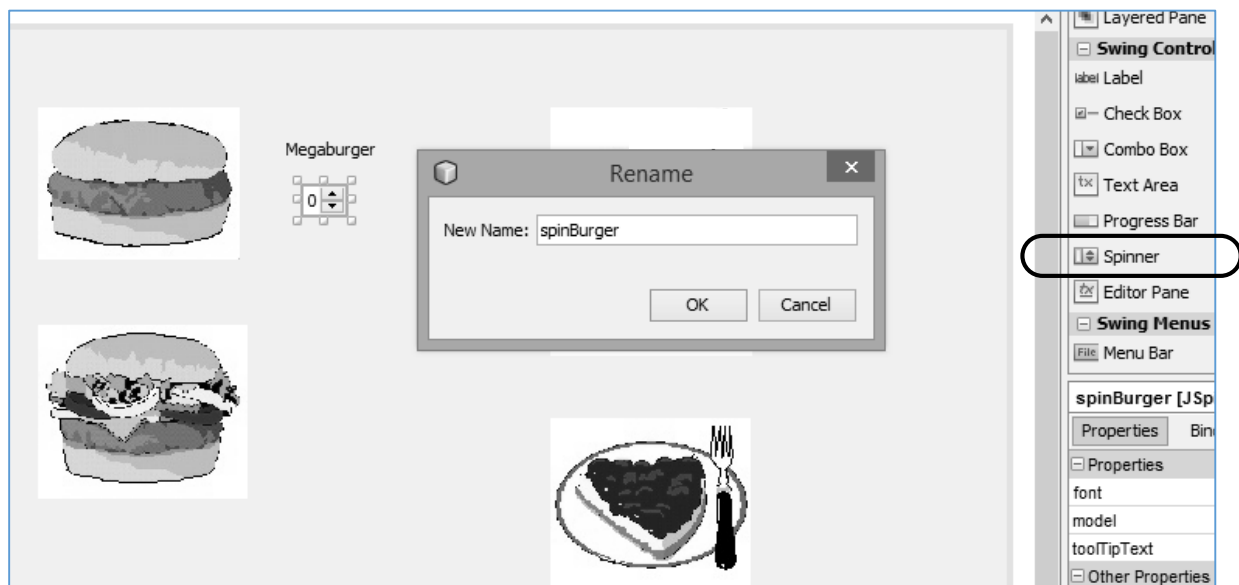 Megaburger
0
Rename
New Name: spinBurger
OK Cancel
Layered Pane
Swing Control
label Label
Check Box
Combo Box
tx Text Area
Progress Bar
Spinner
Editor Pane
Swing Menus
File Menu Bar
spinBurger [JSp
Properties Bin
Properties
font
model
toolTipText
Other Properties